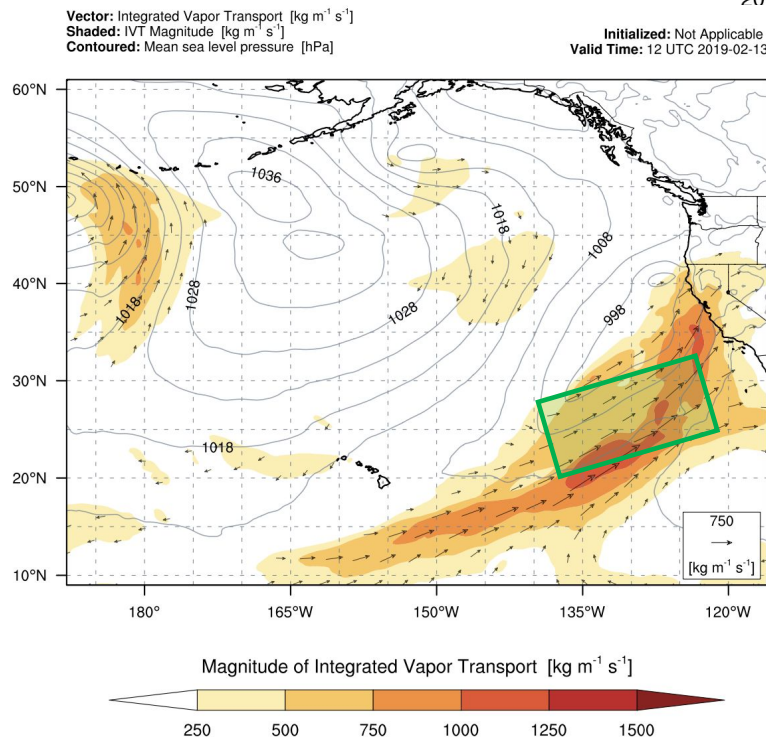 20
Vector: Integrated Vapor Transport [kg m⁻¹ s⁻¹]
Shaded: IVT Magnitude [kg m⁻¹ s⁻¹]
Contoured: Mean sea level pressure [hPa]
Initialized: Not Applicable
Valid Time: 12 UTC 2019-02-13
60°N
50°N
40°N
30°N
20°N
10°N
1036
1018
1008
1018
1028
1028
998
1018
750
[kg m⁻¹ s⁻¹]
180°
165°W
150°W
135°W
120°W
Magnitude of Integrated Vapor Transport [kg m⁻¹ s⁻¹]
250 500 750 1000 1250 1500